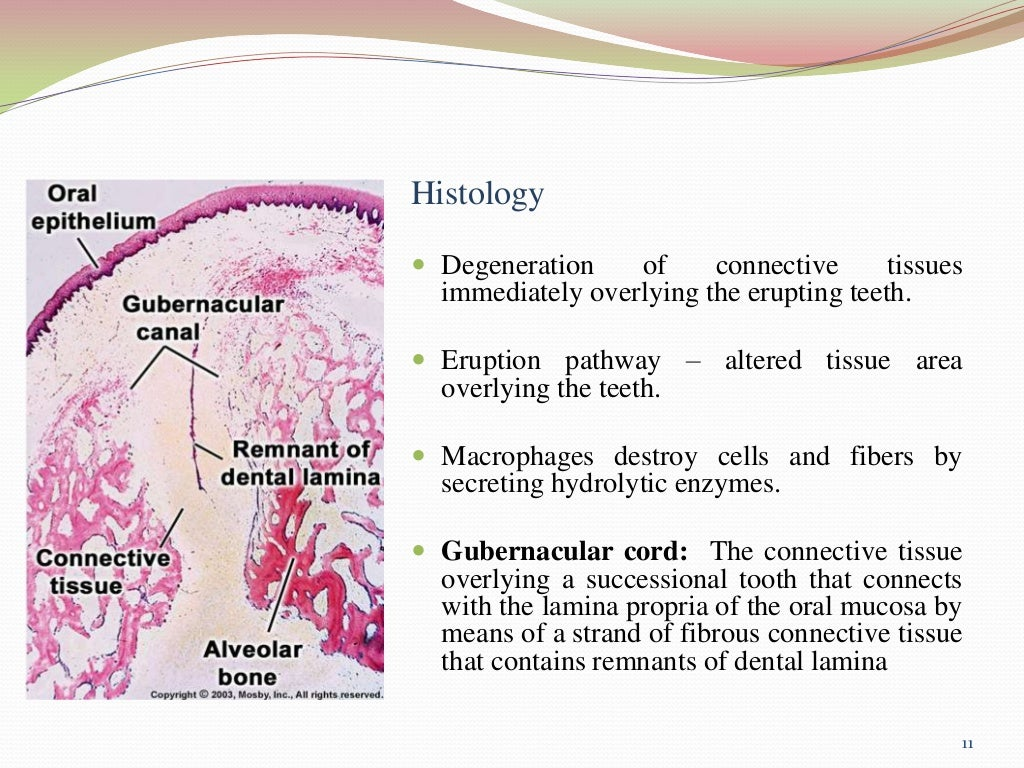 Oral
epithelium
Gubernacular
canal
Remnant of
dental lamina
Connective
tissue
Alveolar
bone
Copyright © 2003, Mosby, Inc., All rights reserved.
Histology
• Degeneration of connective tissues
immediately overlying the erupting teeth.
• Eruption pathway – altered tissue area
overlying the teeth.
• Macrophages destroy cells and fibers by
secreting hydrolytic enzymes.
• Gubernacular cord: The connective tissue
overlying a successional tooth that connects
with the lamina propria of the oral mucosa by
means of a strand of fibrous connective tissue
that contains remnants of dental lamina
11